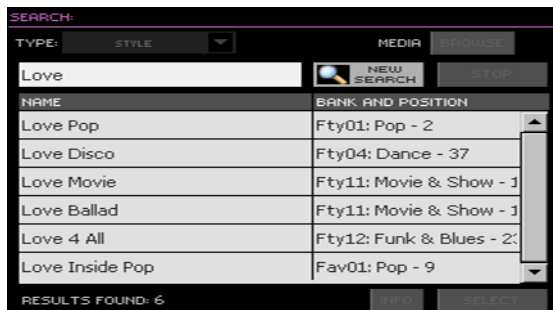 SEARCH:
TYPE: STYLE MEDIA BROWSE
Love NEW SEARCH STOP
NAME BANK AND POSITION
Love Pop Fty01: Pop - 2
Love Disco Fty04: Dance - 37
Love Movie Fty11: Movie & Show - 1
Love Ballad Fty11: Movie & Show - 1
Love 4 All Fty12: Funk & Blues -
Love Inside Pop Fav01: Pop - 9
RESULTS FOUND: 6 INFO SELECT